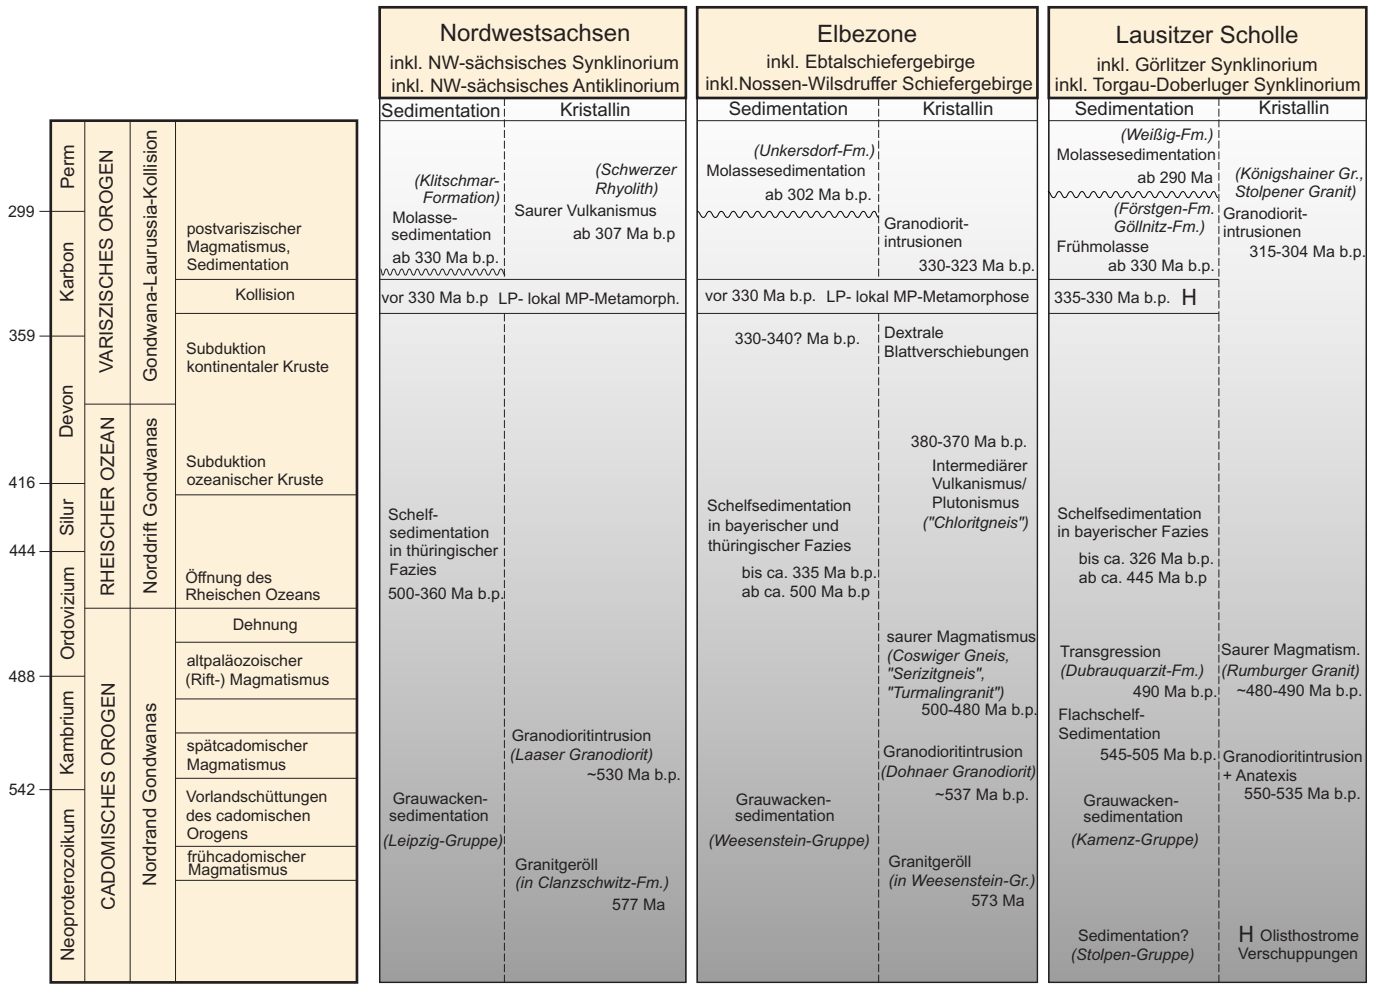 Nordwestsachsen
inkl. NW-sächsisches Synklinorium
inkl. NW-sächsisches Antiklinorium
Elbezone
inkl. Ebtalschiefergebirge
inkl.Nossen-Wilsdruffer Schiefergebirge
Lausitzer Scholle
inkl. Görlitzer Synklinorium
inkl. Torgau-Doberluger Synklinorium
Sedimentation
Kristallin
Sedimentation
Kristallin
Sedimentation
Kristallin
299
359
416
444
488
542
Perm
Karbon
Devon
Silur
Ordovizium
Kambrium
Neoproterozoikum
VARISZISCHES OROGEN
RHEISCHER OZEAN
CADOMISCHES OROGEN
Gondwana-Laurussia-Kollision
Norddrift Gondwanas
Nordrand Gondwanas
postvariszischer
Magmatismus,
Sedimentation
Kollision
Subduktion
kontinentaler Kruste
Subduktion
ozeanischer Kruste
Öffnung des
Rheischen Ozeans
Dehnung
altpaläozoischer
(Rift-) Magmatismus
spätcadomischer
Magmatismus
Vorlandschüttungen
des cadomischen
Orogens
frühcadomischer
Magmatismus
(Klitschmar-
Formation)
Molasse-
sedimentation
ab 330 Ma b.p.
(Schwerzer
Rhyolith)
Saurer Vulkanismus
ab 307 Ma b.p
vor 330 Ma b.p LP- lokal MP-Metamorph.
Schelf-
sedimentation
in thüringischer
Fazies
500-360 Ma b.p.
Granodioritintrusion
(Laaser Granodiorit)
~530 Ma b.p.
Grauwacken-
sedimentation
(Leipzig-Gruppe)
Granitgeröll
(in Clanzschwitz-Fm.)
577 Ma
(Unkersdorf-Fm.)
Molassesedimentation
ab 302 Ma b.p.
Granodiorit-
intrusionen
330-323 Ma b.p.
vor 330 Ma b.p. LP- lokal MP-Metamorphose
330-340? Ma b.p.
Dextrale
Blattverschiebungen
380-370 Ma b.p.
Intermediärer
Vulkanismus/
Plutonismus
("Chloritgneis")
Schelfsedimentation
in bayerischer und
thüringischer Fazies
bis ca. 335 Ma b.p.
ab ca. 500 Ma b.p
saurer Magmatismus
(Coswiger Gneis,
"Serizitgneis",
"Turmalingranit")
500-480 Ma b.p.
Granodioritintrusion
(Dohnaer Granodiorit)
~537 Ma b.p.
Grauwacken-
sedimentation
(Weesenstein-Gruppe)
Granitgeröll
(in Weesenstein-Gr.)
573 Ma
(Weißig-Fm.)
Molassesedimentation
ab 290 Ma
(Förstgen-Fm.
Göllnitz-Fm.)
Frühmolasse
ab 330 Ma b.p.
(Königshainer Gr.,
Stolpener Granit)
Granodiorit-
intrusionen
315-304 Ma b.p.
335-330 Ma b.p. H
Schelfsedimentation
in bayerischer Fazies
bis ca. 326 Ma b.p.
ab ca. 445 Ma b.p
Transgression
(Dubrauquarzit-Fm.)
490 Ma b.p.
Saurer Magmatism.
(Rumburger Granit)
~480-490 Ma b.p.
Flachschelf-
Sedimentation
545-505 Ma b.p.
Granodioritintrusion
+ Anatexis
550-535 Ma b.p.
Grauwacken-
sedimentation
(Kamenz-Gruppe)
Sedimentation?
(Stolpen-Gruppe)
H Olisthostrome
Verschuppungen